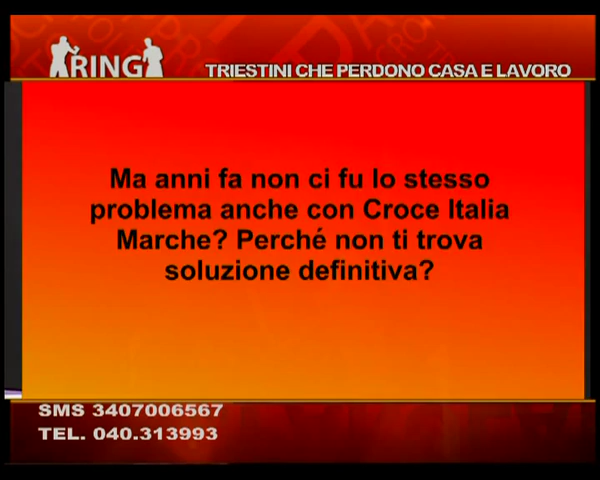 RING
TRIESTINI CHE PERDONO CASA E LAVORO
Ma anni fa non ci fu lo stesso
problema anche con Croce Italia
Marche? Perché non ti trova
soluzione definitiva?
SMS 3407006567
TEL. 040.313993